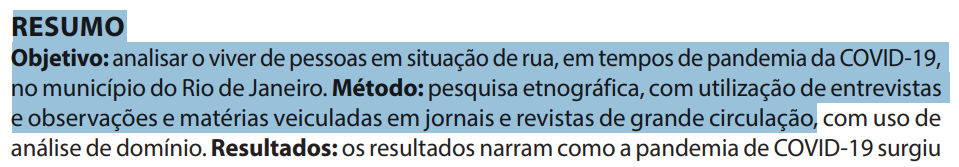 RESUMO
Objetivo: analisar o viver de pessoas em situação de rua, em tempos de pandemia da COVID-19,
no município do Rio de Janeiro. Método: pesquisa etnográfica, com utilização de entrevistas
e observações e matérias veiculadas em jornais e revistas de grande circulação, com uso de
análise de domínio. Resultados: os resultados narram como a pandemia de COVID-19 surgiu